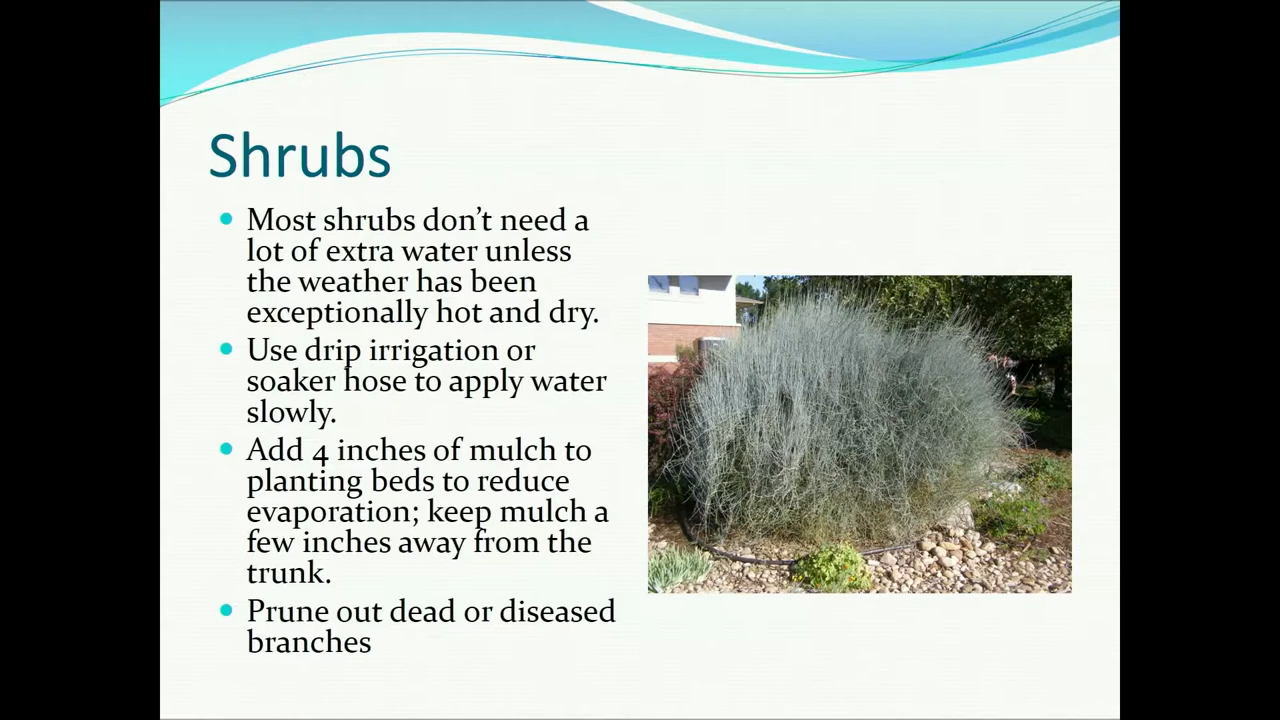 Shrubs
Most shrubs don’t need a
lot of extra water unless
the weather has been
exceptionally hot and dry.
Use drip irrigation or
soaker hose to apply water
slowly.
Add 4 inches of mulch to
planting beds to reduce
evaporation; keep mulch a
few inches away from the
trunk.
Prune out dead or diseased
branches